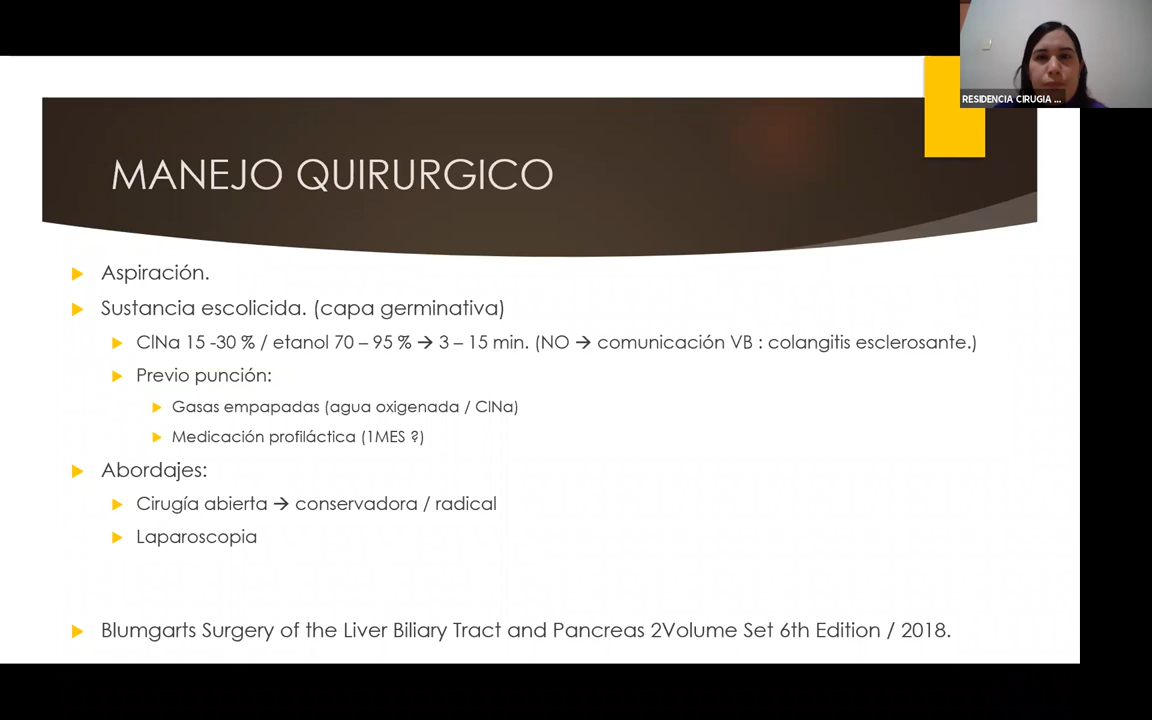 RESIDENCIA CIRUGIA ...
MANEJO QUIRURGICO
Aspiración.
Sustancia escolicida. (capa germinativa)
ClNa 15 -30 % / etanol 70 – 95 % → 3 – 15 min. (NO → comunicación VB : colangitis esclerosante.)
Previo punción:
Gasas empapadas (agua oxigenada / ClNa)
Medicación profiláctica (1MES ?)
Abordajes:
Cirugía abierta → conservadora / radical
Laparoscopia
Blumgarts Surgery of the Liver Biliary Tract and Pancreas 2Volume Set 6th Edition / 2018.